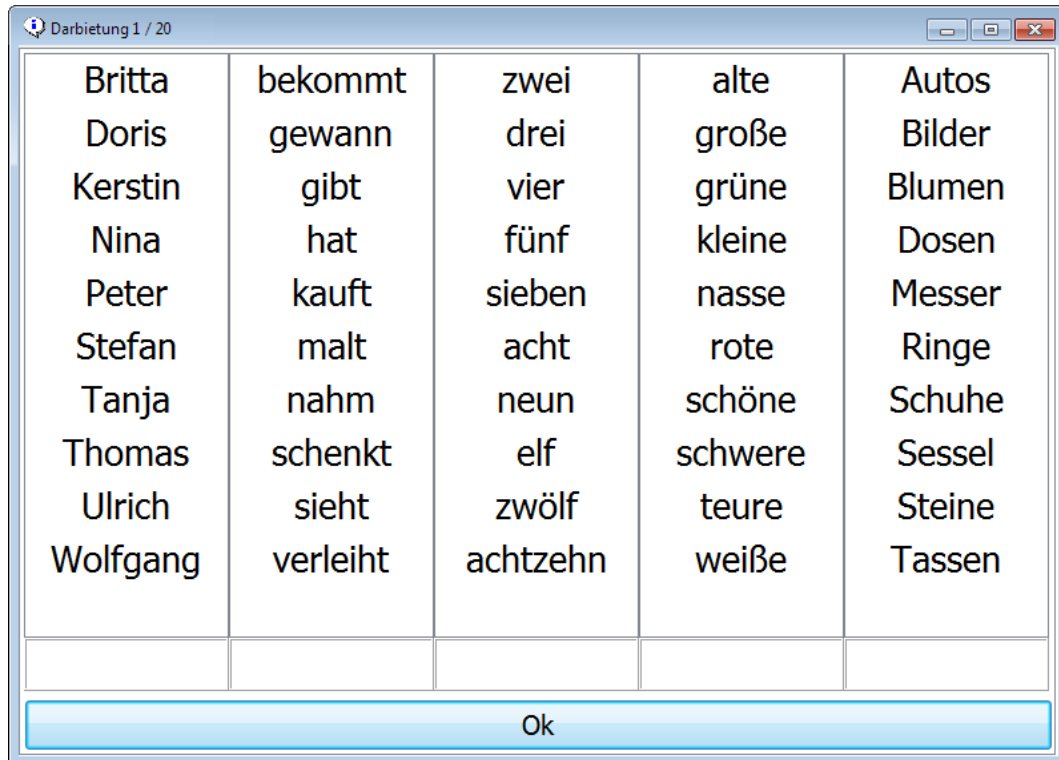 Darbietung 1 / 20
Britta bekommt zwei alte Autos
Doris gewann drei große Bilder
Kerstin gibt vier grüne Blumen
Nina hat fünf kleine Dosen
Peter kauft sieben nasse Messer
Stefan malt acht rote Ringe
Tanja nahm neun schöne Schuhe
Thomas schenkt elf schwere Sessel
Ulrich sieht zwölf teure Steine
Wolfgang verleiht achtzehn weiße Tassen
Ok